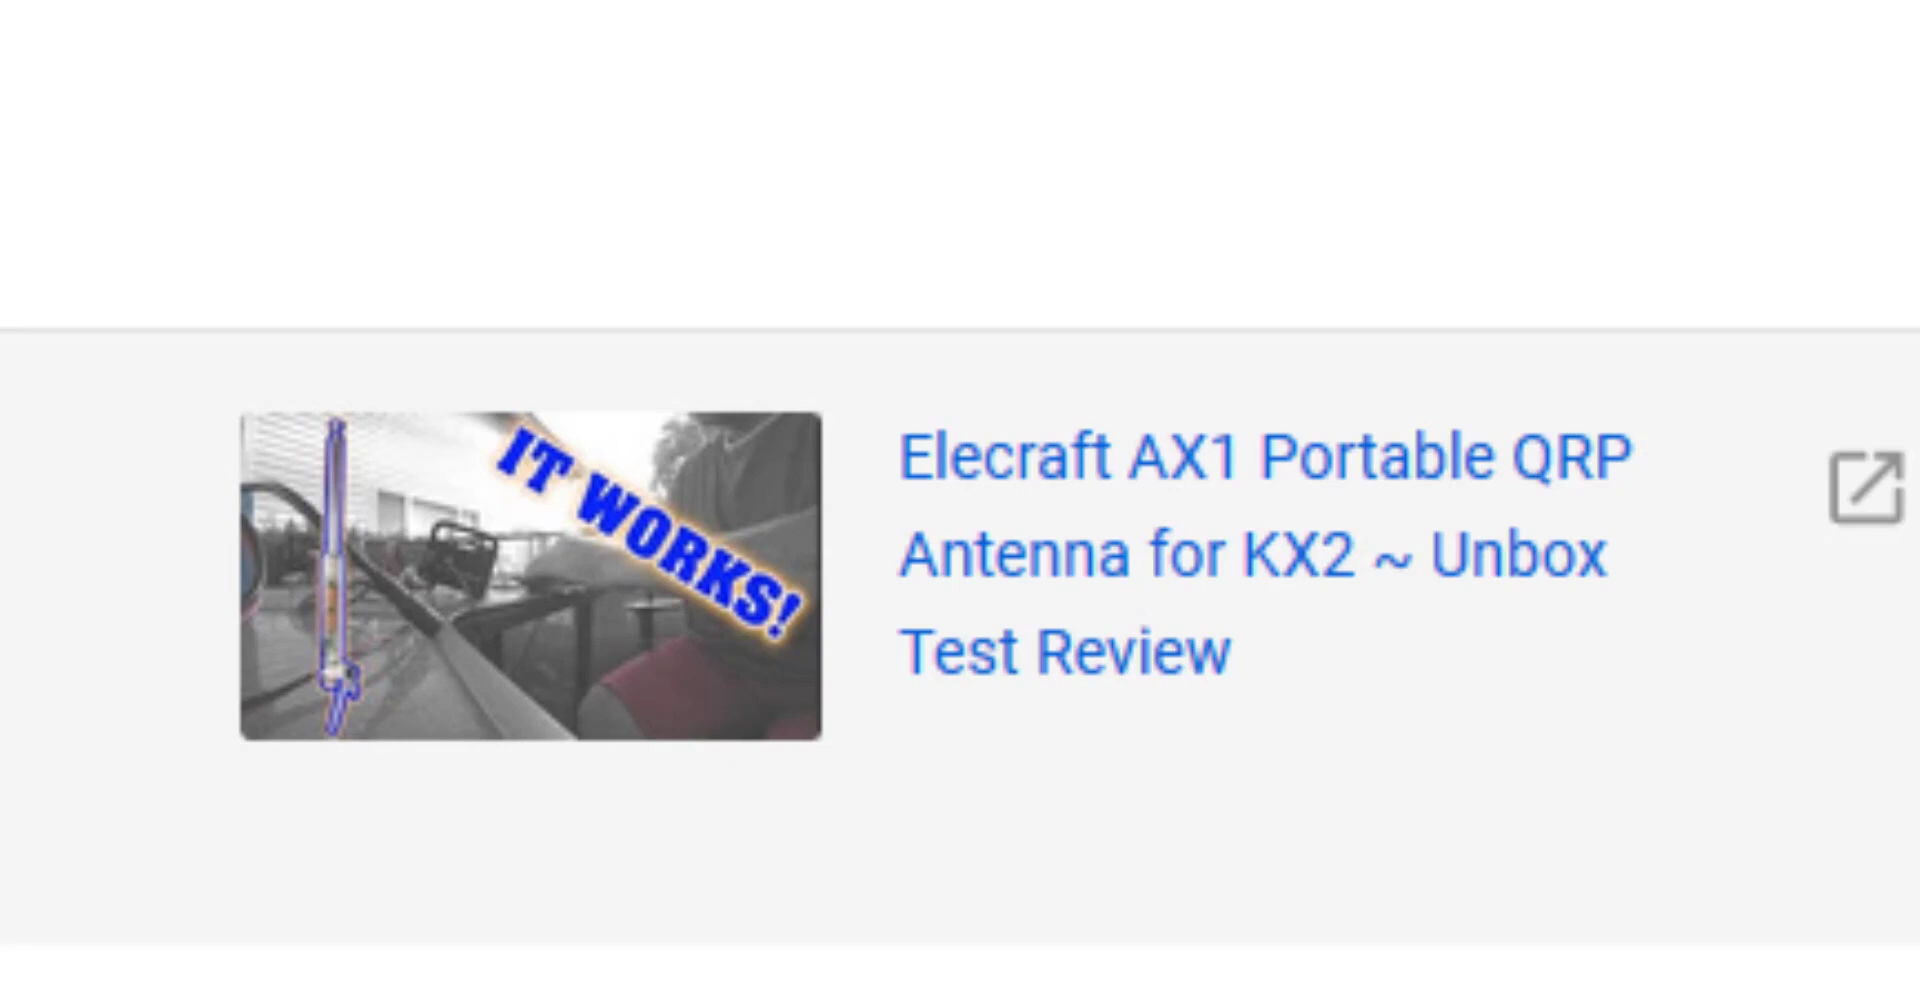 IT WORKS!
Elecraft AX1 Portable QRP
Antenna for KX2 ~ Unbox
Test Review